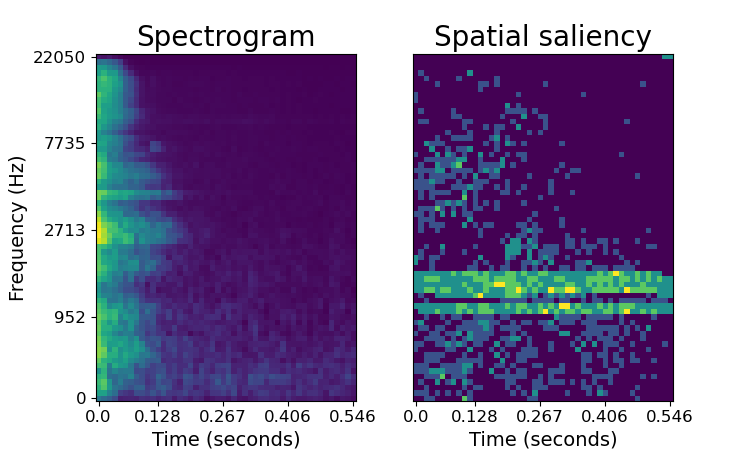 Spectrogram
Spatial saliency
Frequency (Hz)
22050
7735
2713
952
0
0.0 0.128 0.267 0.406 0.546
0.0 0.128 0.267 0.406 0.546
Time (seconds)
Time (seconds)